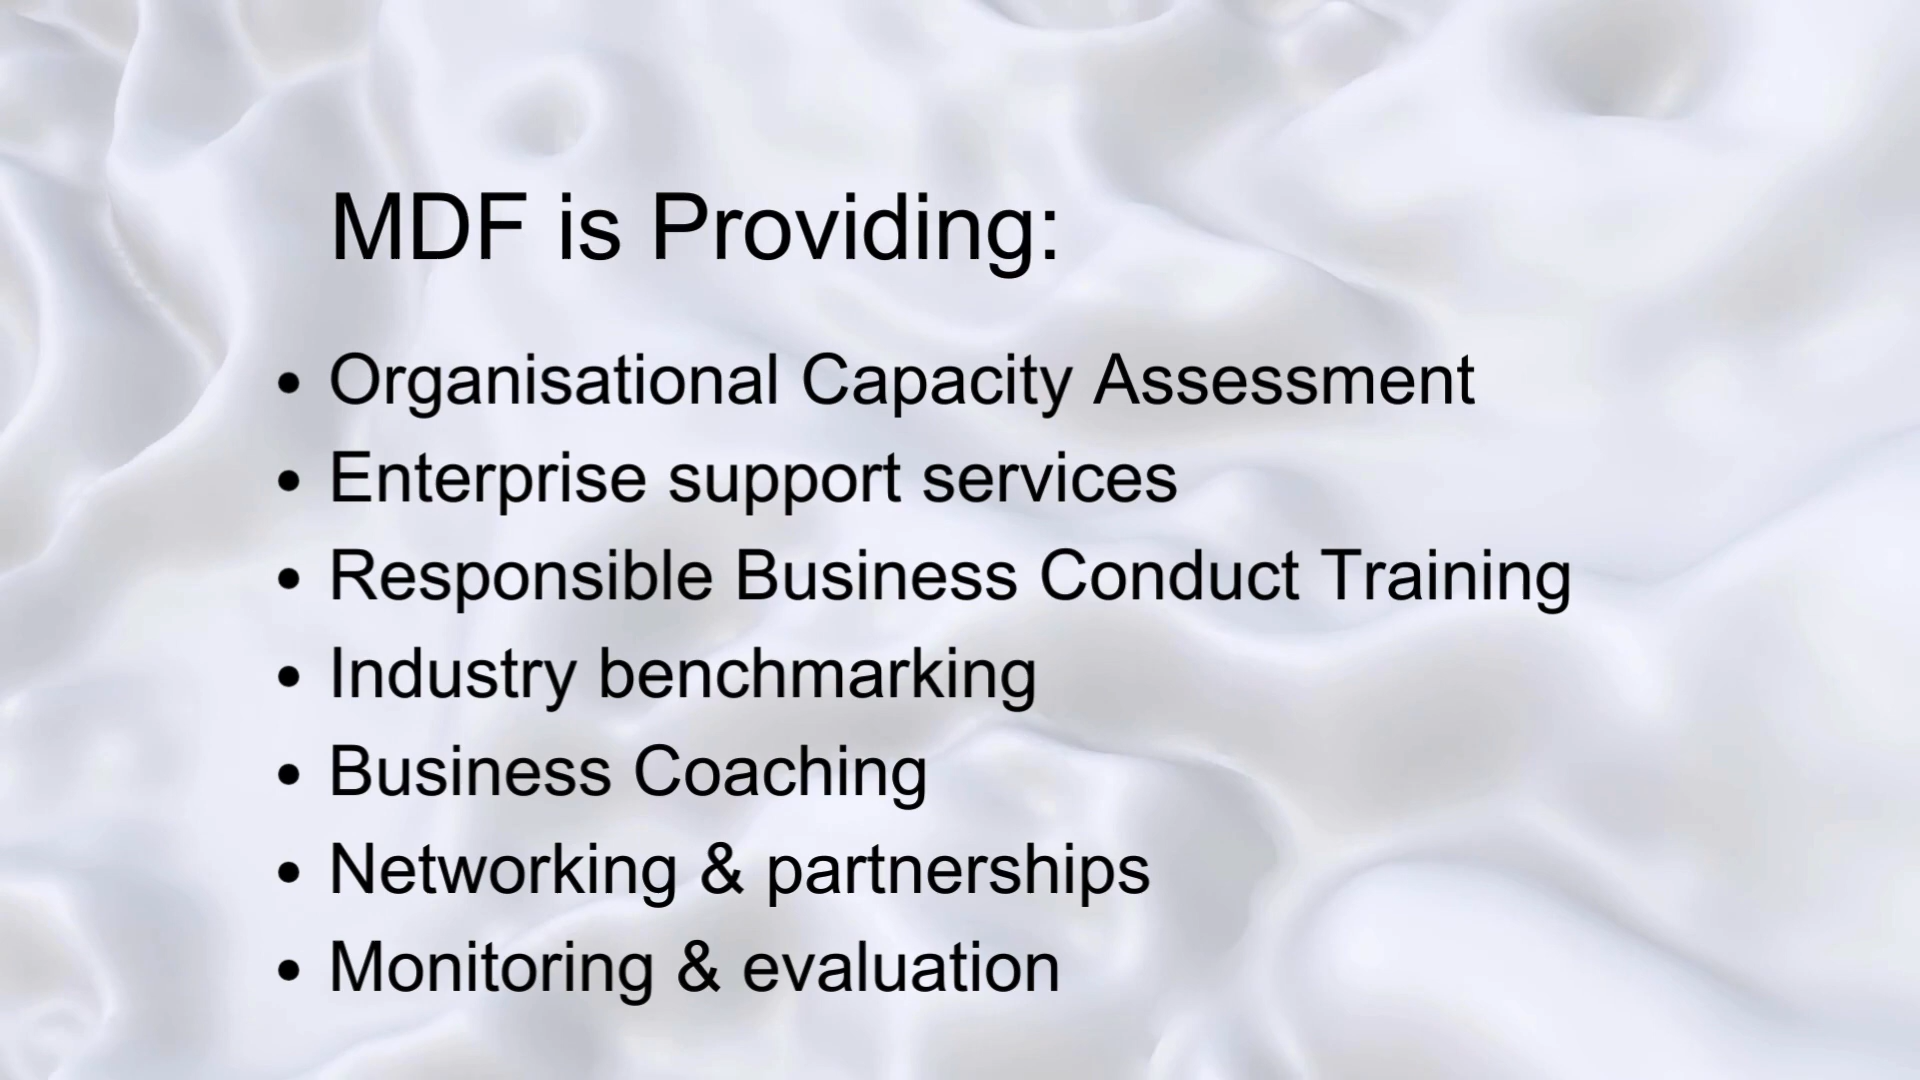 MDF is Providing:
• Organisational Capacity Assessment
• Enterprise support services
• Responsible Business Conduct Training
• Industry benchmarking
• Business Coaching
• Networking & partnerships
• Monitoring & evaluation